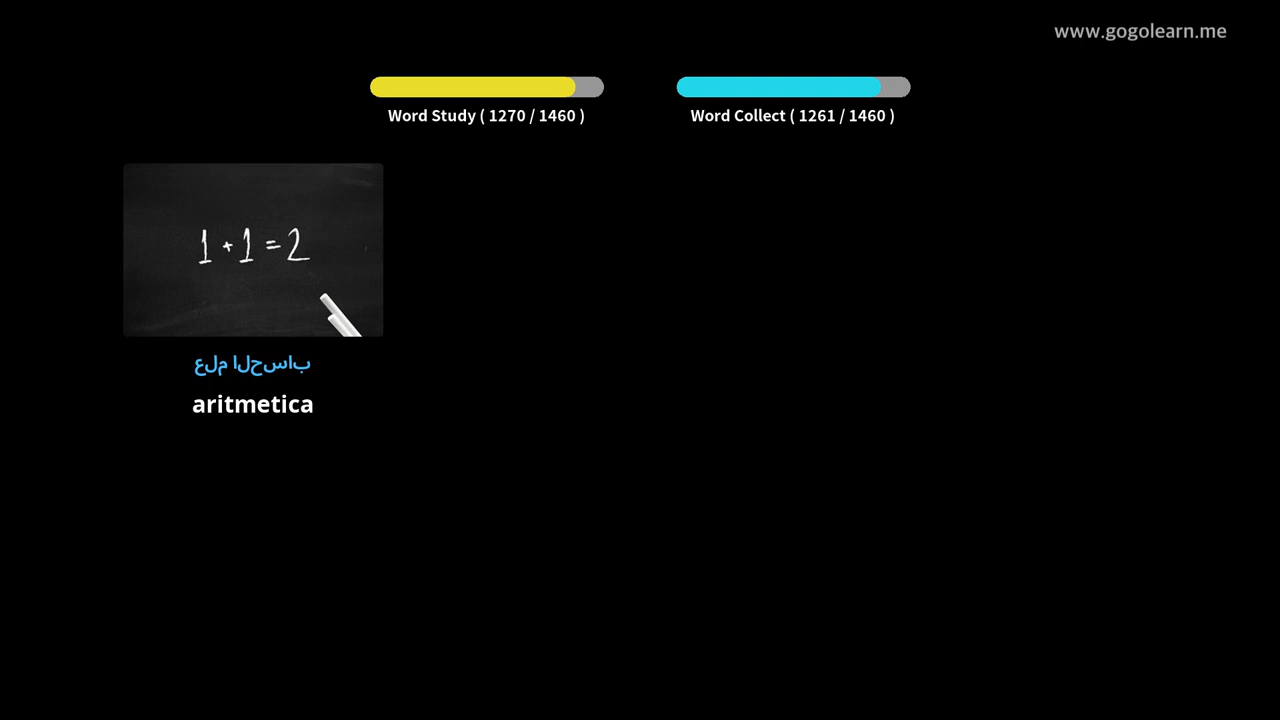 www.gogolearn.me
Word Study ( 1270 / 1460 )
Word Collect ( 1261 / 1460 )
1 + 1 = 2
علم الحساب
aritmetica